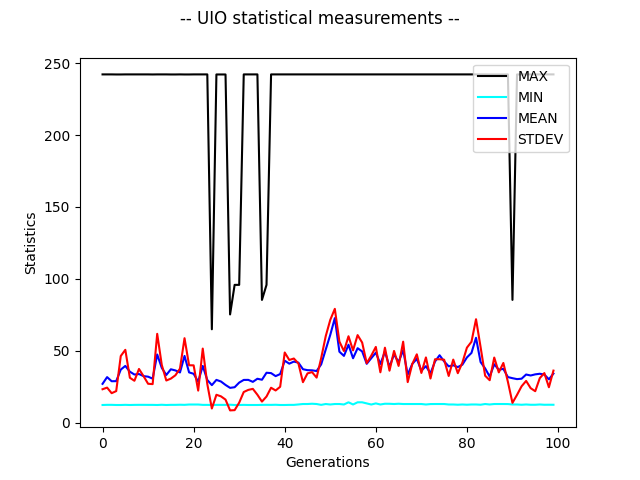 -- UIO statistical measurements --
250
200
150
100
50
0
Statistics
MAX
MIN
MEAN
STDEV
0 20 40 60 80 100
Generations